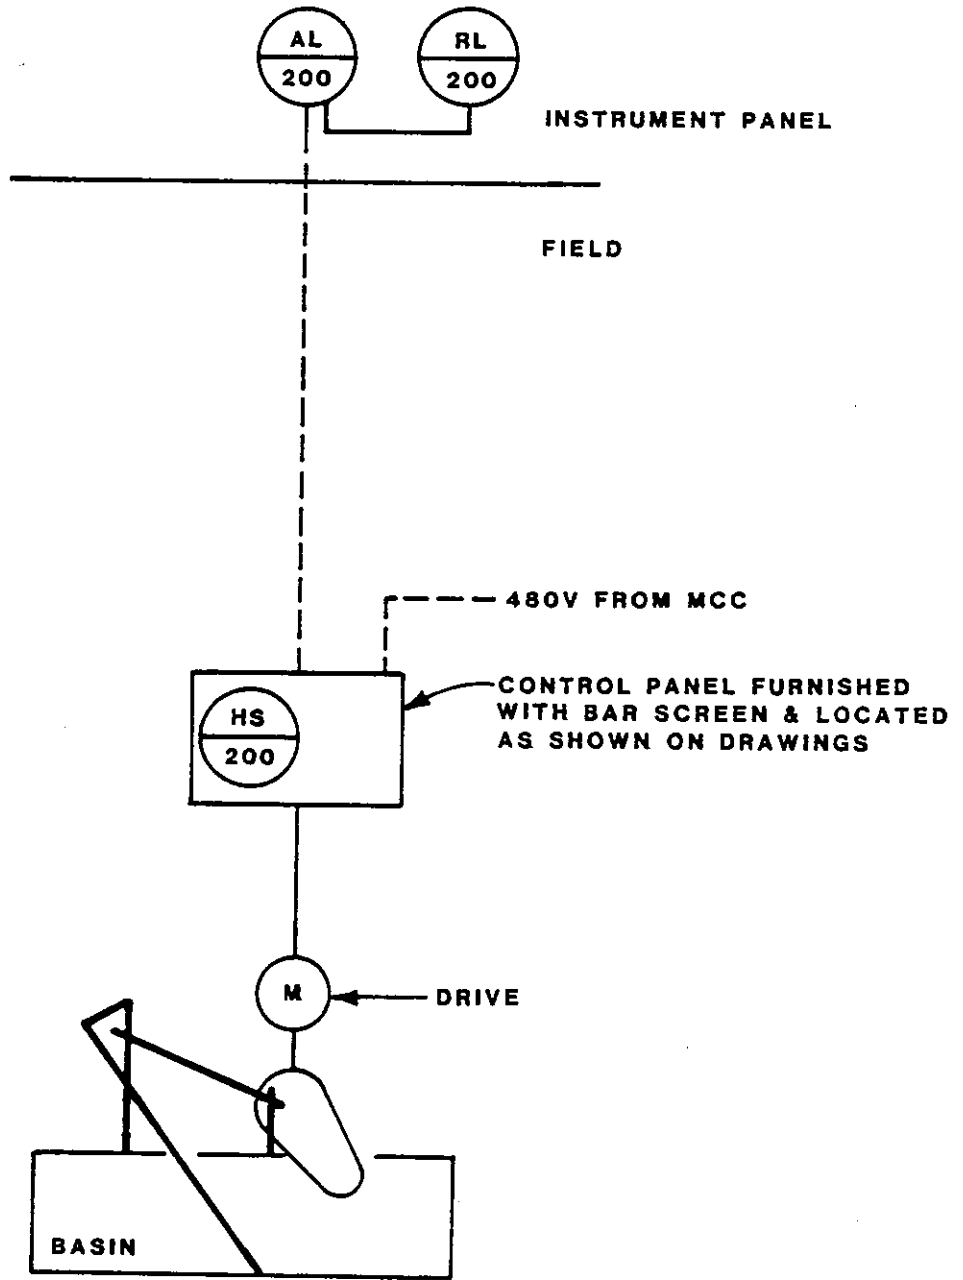 AL
200
RL
200
INSTRUMENT PANEL
FIELD
480V FROM MCC
CONTROL PANEL FURNISHED
WITH BAR SCREEN & LOCATED
AS SHOWN ON DRAWINGS
HS
200
M
DRIVE
BASIN